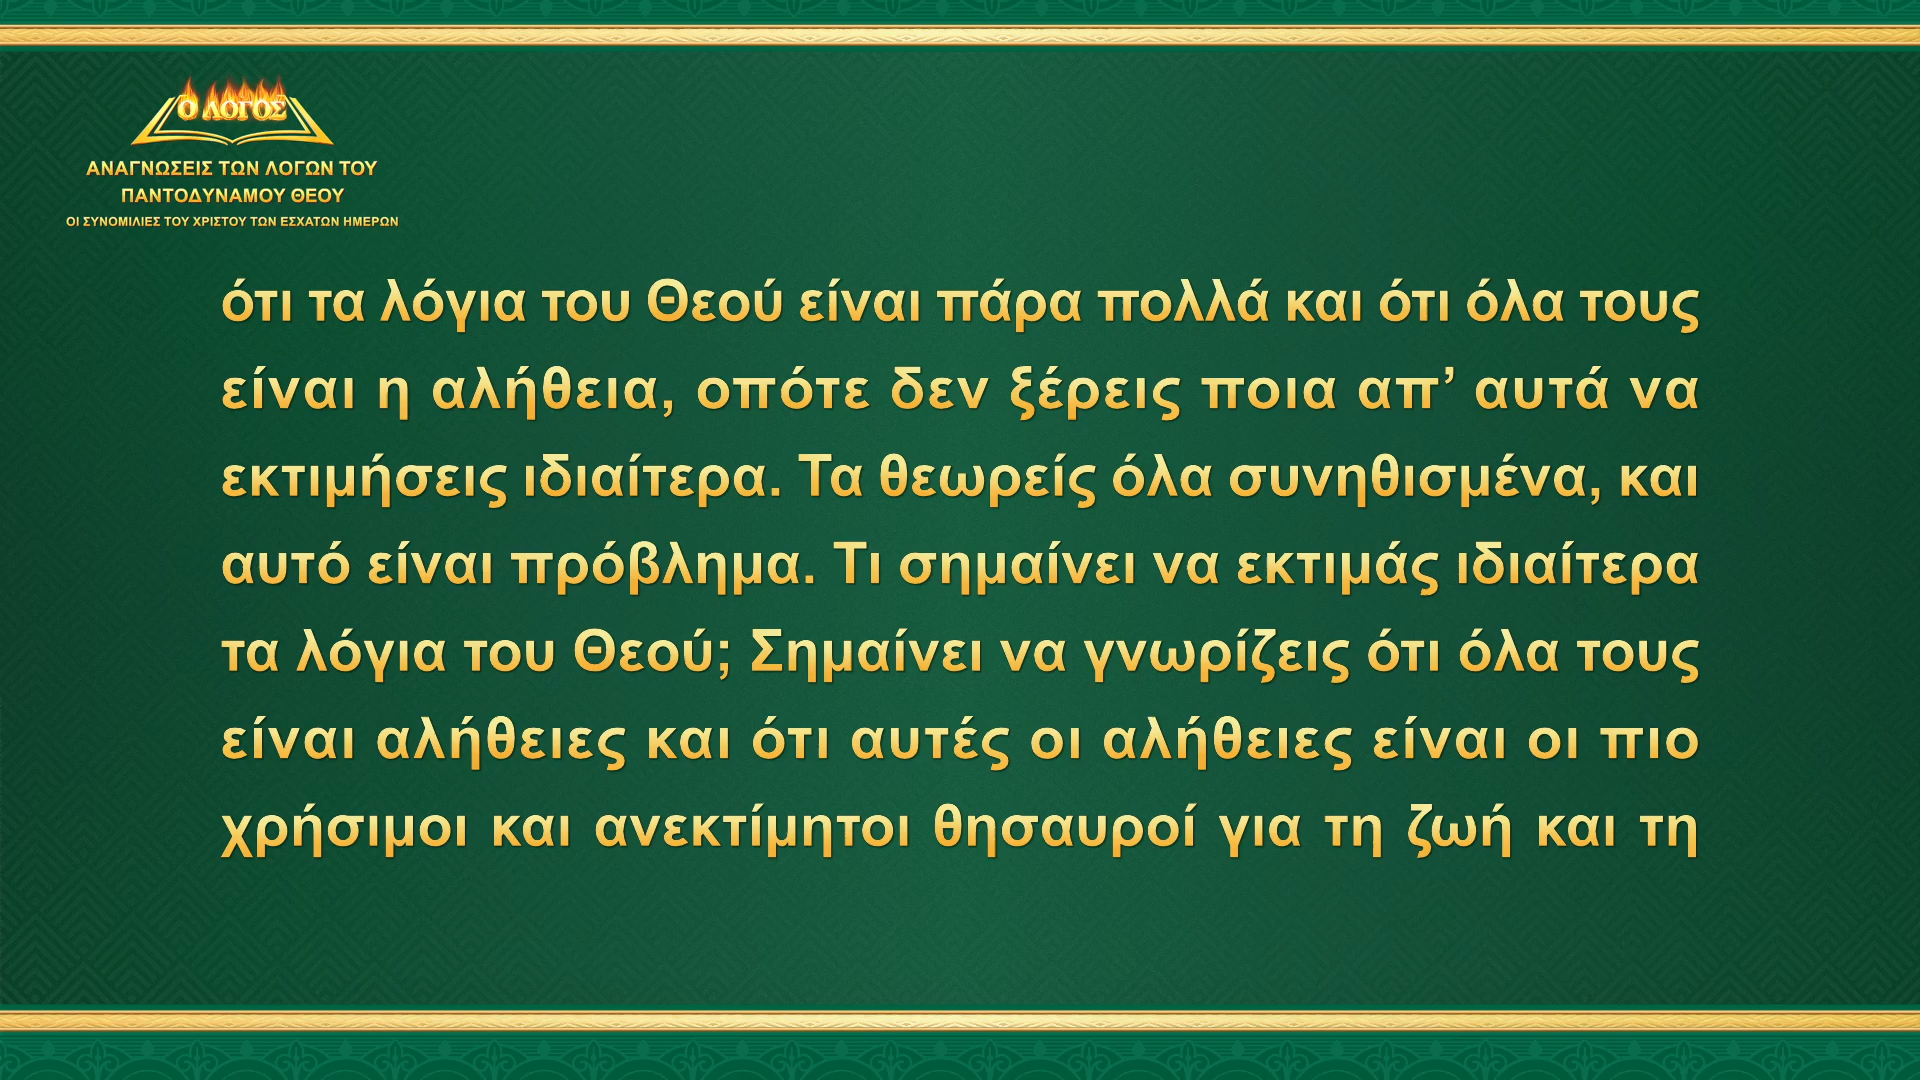 Ο ΛΟΓΟΣ
ΑΝΑΓΝΩΣΕΙΣ ΤΩΝ ΛΟΓΩΝ ΤΟΥ
ΠΑΝΤΟΔΥΝΑΜΟΥ ΘΕΟΥ
ΟΙ ΣΥΝΟΜΙΛΙΕΣ ΤΟΥ ΧΡΙΣΤΟΥ ΤΩΝ ΕΣΧΑΤΩΝ ΗΜΕΡΩΝ
ότι τα λόγια του Θεού είναι πάρα πολλά και ότι όλα τους
είναι η αλήθεια, οπότε δεν ξέρεις ποια απ’ αυτά να
εκτιμήσεις ιδιαίτερα. Τα θεωρείς όλα συνηθισμένα, και
αυτό είναι πρόβλημα. Τι σημαίνει να εκτιμάς ιδιαίτερα
τα λόγια του Θεού; Σημαίνει να γνωρίζεις ότι όλα τους
είναι αλήθειες και ότι αυτές οι αλήθειες είναι οι πιο
χρήσιμοι και ανεκτίμητοι θησαυροί για τη ζωή και τη